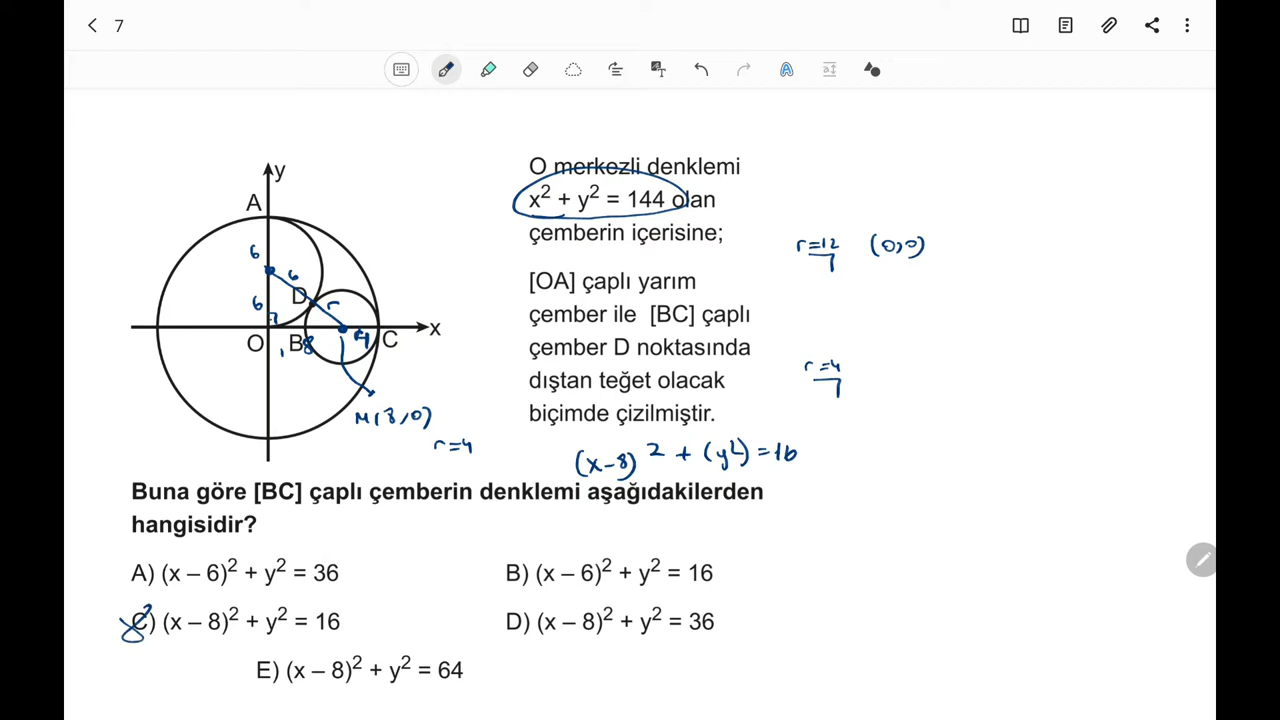 7
y
A
6
6
6
D
r
O
B
8
4
C
x
M(8,0)
r=4
O merkezli denklemi
x² + y² = 144 olan
çemberin içerisine;
[OA] çaplı yarım
çember ile [BC] çaplı
çember D noktasında
dıştan teğet olacak
biçimde çizilmiştir.
r=12 (0,0)
r=4
(x-8)² + (y²) = 16
Buna göre [BC] çaplı çemberin denklemi aşağıdakilerden
hangisidir?
A) (x – 6)² + y² = 36
B) (x – 6)² + y² = 16
C) (x – 8)² + y² = 16
D) (x – 8)² + y² = 36
E) (x – 8)² + y² = 64